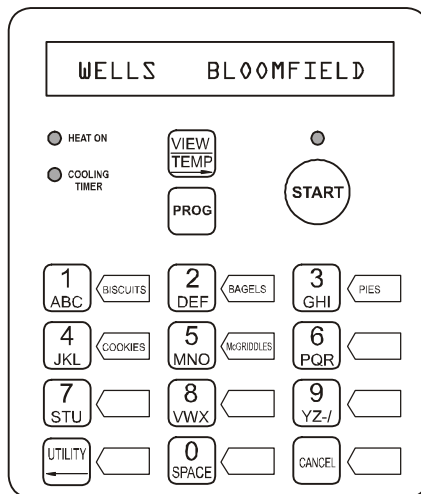 WELLS BLOOMFIELD
HEAT ON
COOLING
TIMER
VIEW
TEMP
PROG
START
1
ABC
BISCUITS
2
DEF
BAGELS
3
GHI
PIES
4
JKL
COOKIES
5
MNO
McGRIDDLES
6
PQR
7
STU
8
VWX
9
YZ-/
UTILITY
0
SPACE
CANCEL